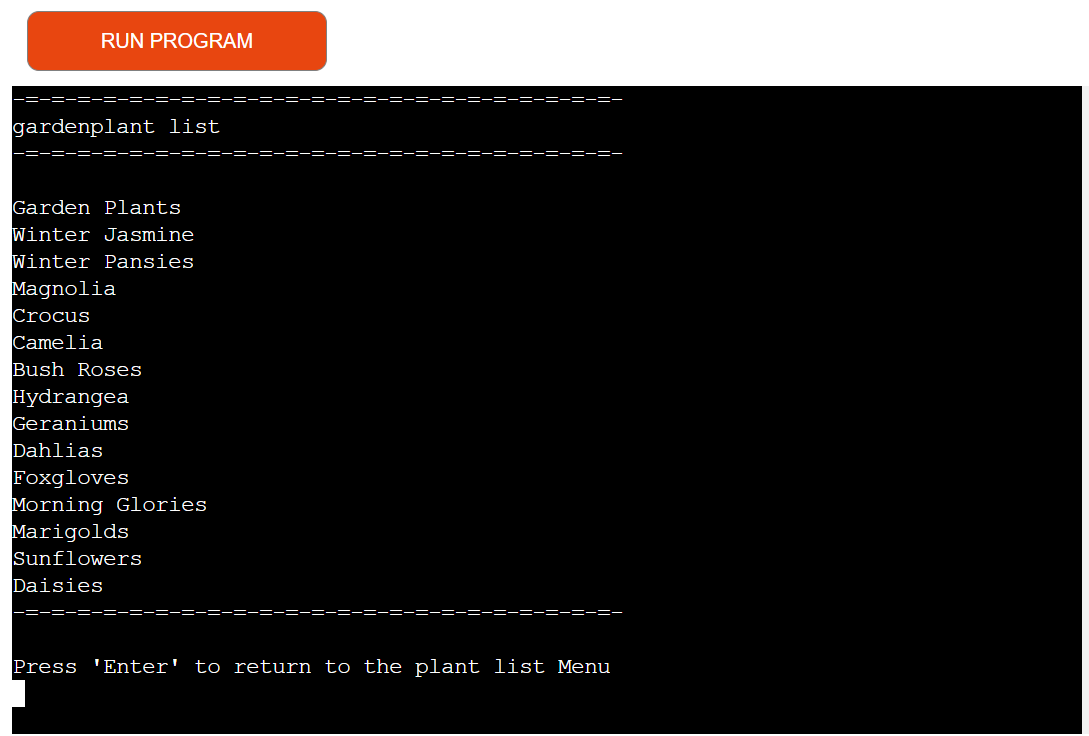 RUN PROGRAM
-=-=-=-=-=-=-=-=-=-=-=-=-=-=-=-=-=-=-=-=-=-=-=-
gardenplant list
-=-=-=-=-=-=-=-=-=-=-=-=-=-=-=-=-=-=-=-=-=-=-=-
Garden Plants
Winter Jasmine
Winter Pansies
Magnolia
Crocus
Camelia
Bush Roses
Hydrangea
Geraniums
Dahlias
Foxgloves
Morning Glories
Marigolds
Sunflowers
Daisies
-=-=-=-=-=-=-=-=-=-=-=-=-=-=-=-=-=-=-=-=-=-=-=-
Press 'Enter' to return to the plant list Menu